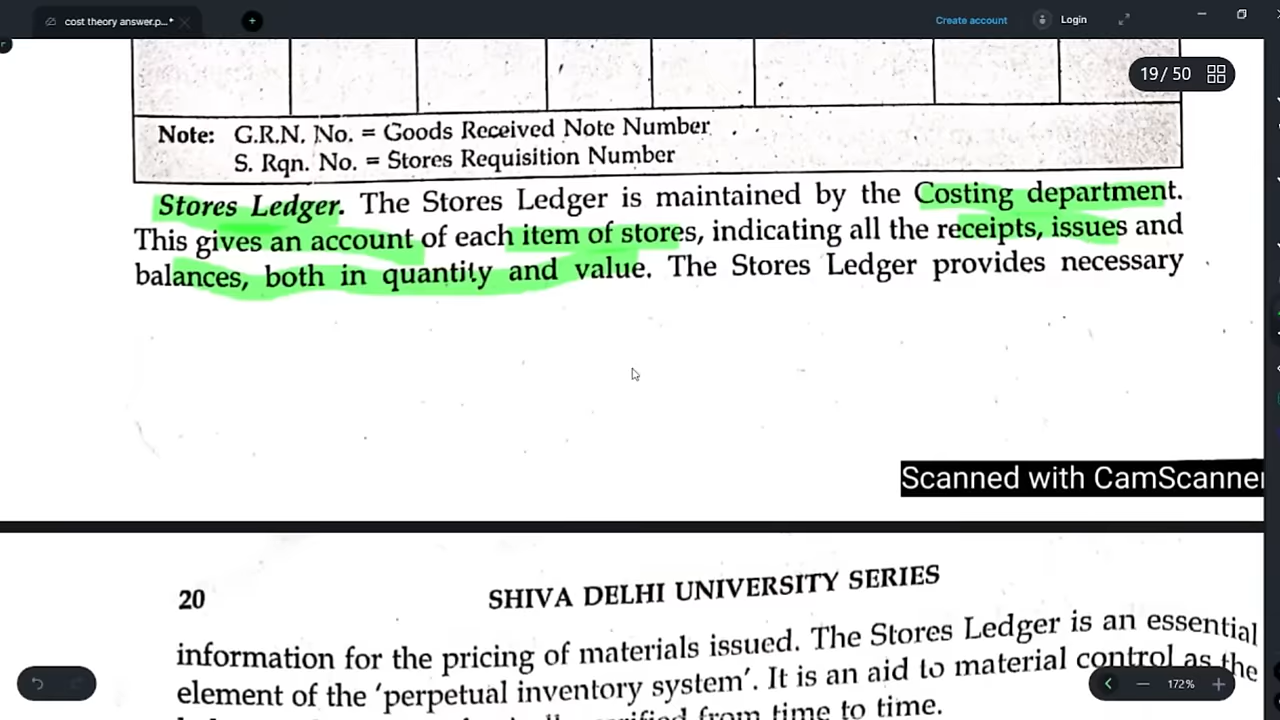 cost theory answer.p...*
Create account
Login
19 / 50
Note: G.R.N. No. = Goods Received Note Number
S. Rqn. No. = Stores Requisition Number
Stores Ledger. The Stores Ledger is maintained by the Costing department.
This gives an account of each item of stores, indicating all the receipts, issues and
balances, both in quantity and value. The Stores Ledger provides necessary
Scanned with CamScanner
20
SHIVA DELHI UNIVERSITY SERIES
information for the pricing of materials issued. The Stores Ledger is an essential
element of the 'perpetual inventory system'. It is an aid to material control as the
from time to time.
172%